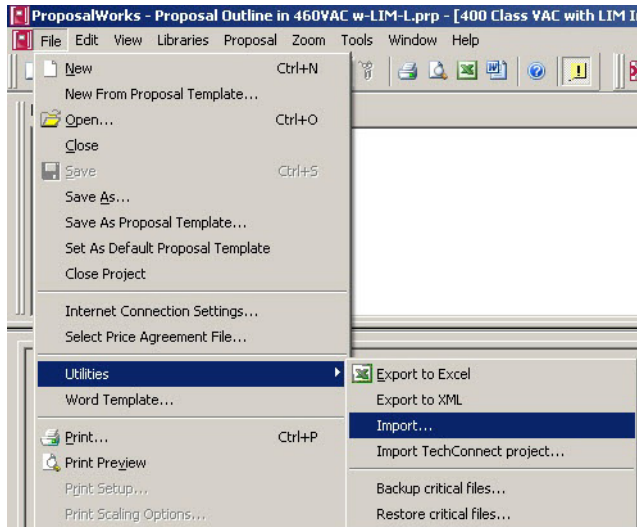 ProposalWorks - Proposal Outline in 460VAC w-LIM-L.prp - [400 Class VAC with LIM
File Edit View Libraries Proposal Zoom Tools Window Help
New Ctrl+N
New From Proposal Template...
Open... Ctrl+O
Close
Save Ctrl+S
Save As...
Save As Proposal Template...
Set As Default Proposal Template
Close Project
Internet Connection Settings...
Select Price Agreement File...
Utilities
Export to Excel
Word Template...
Export to XML
Import...
Print... Ctrl+P
Import TechConnect project...
Print Preview
Print Setup...
Backup critical files...
Print Scaling Options...
Restore critical files...